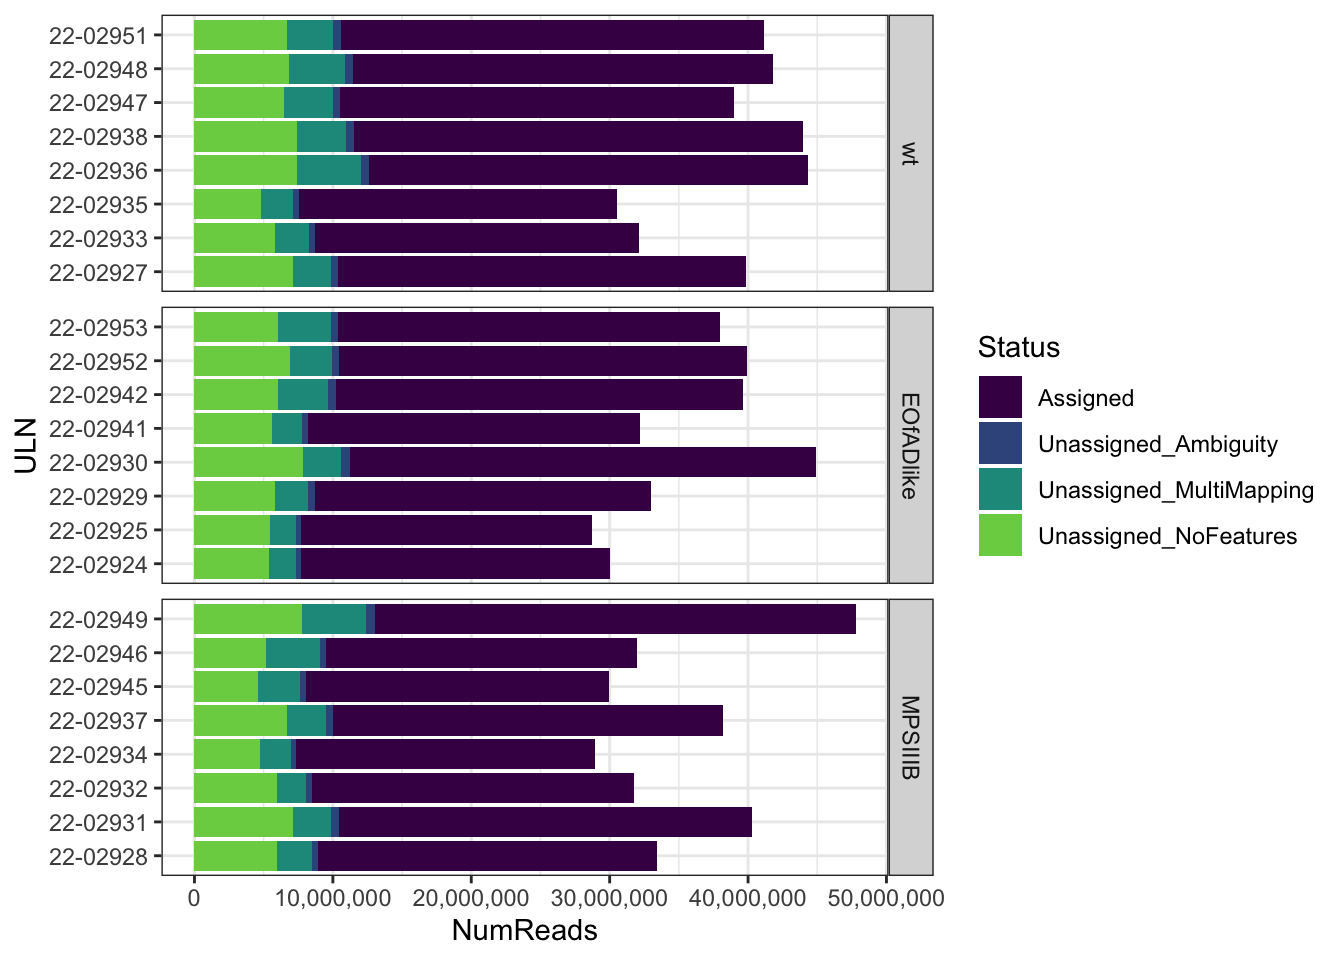 22-02951
22-02948
22-02947
22-02938
22-02936
22-02935
22-02933
22-02927
wt
22-02953
22-02952
22-02942
22-02941
22-02930
22-02929
22-02925
22-02924
EOfADlike
22-02949
22-02946
22-02945
22-02937
22-02934
22-02932
22-02931
22-02928
MPSIIIB
ULN
0 10,000,000 20,000,000 30,000,000 40,000,000 50,000,000
NumReads
Status
Assigned
Unassigned_Ambiguity
Unassigned_MultiMapping
Unassigned_NoFeatures